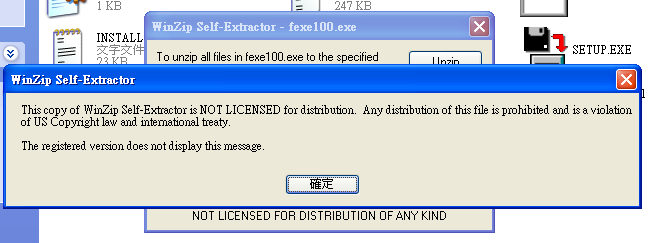 1 KB
247 KB
INSTALL
文字文件
23 KB
WinZip Self-Extractor - fexe100.exe
To unzip all files in fexe100.exe to the specified
Unzip
SETUP.EXE
WinZip Self-Extractor
This copy of WinZip Self-Extractor is NOT LICENSED for distribution. Any distribution of this file is prohibited and is a violation
of US Copyright law and international treaty.
The registered version does not display this message.
確定
NOT LICENSED FOR DISTRIBUTION OF ANY KIND